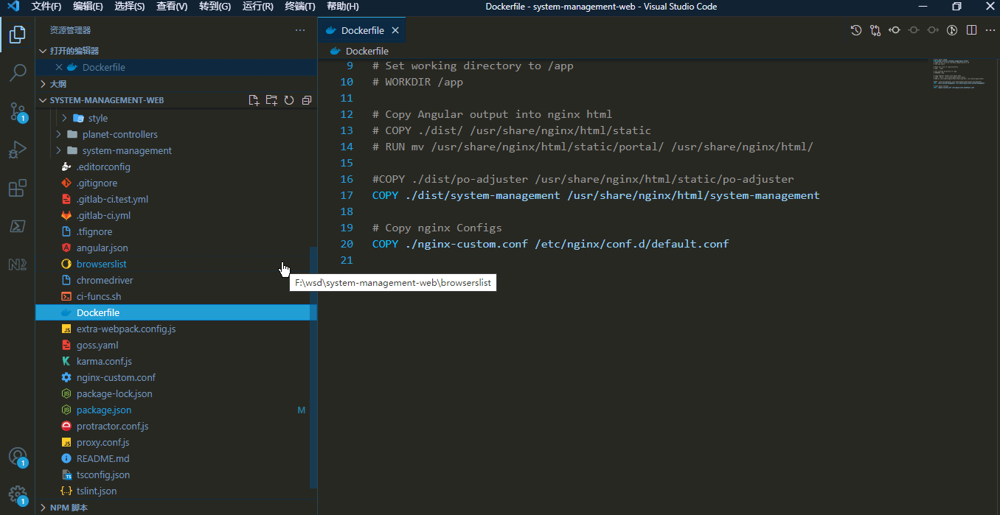 文件(F) 编辑(E) 选择(S) 查看(V) 转到(G) 运行(R) 终端(T) 帮助(H) Dockerfile - system-management-web - Visual Studio Code
资源管理器
打开的编辑器
Dockerfile
大纲
SYSTEM-MANAGEMENT-WEB
style
planet-controllers
system-management
.editorconfig
.gitignore
.gitlab-ci.test.yml
.gitlab-ci.yml
.tfignore
angular.json
browserslist
chromedriver
ci-funcs.sh
Dockerfile
extra-webpack.config.js
goss.yaml
karma.conf.js
nginx-custom.conf
package-lock.json
package.json M
protractor.conf.js
proxy.conf.js
README.md
tsconfig.json
tslint.json
NPM 脚本
1
1
1
Dockerfile
Dockerfile
9 # Set working directory to /app
10 # WORKDIR /app
11
12 # Copy Angular output into nginx html
13 # COPY ./dist/ /usr/share/nginx/html/static
14 # RUN mv /usr/share/nginx/html/static/portal/ /usr/share/nginx/html/
15
16 #COPY ./dist/po-adjuster /usr/share/nginx/html/static/po-adjuster
17 COPY ./dist/system-management /usr/share/nginx/html/system-management
18
19 # Copy nginx Configs
20 COPY ./nginx-custom.conf /etc/nginx/conf.d/default.conf
21
F:\wsd\system-management-web\browserslist